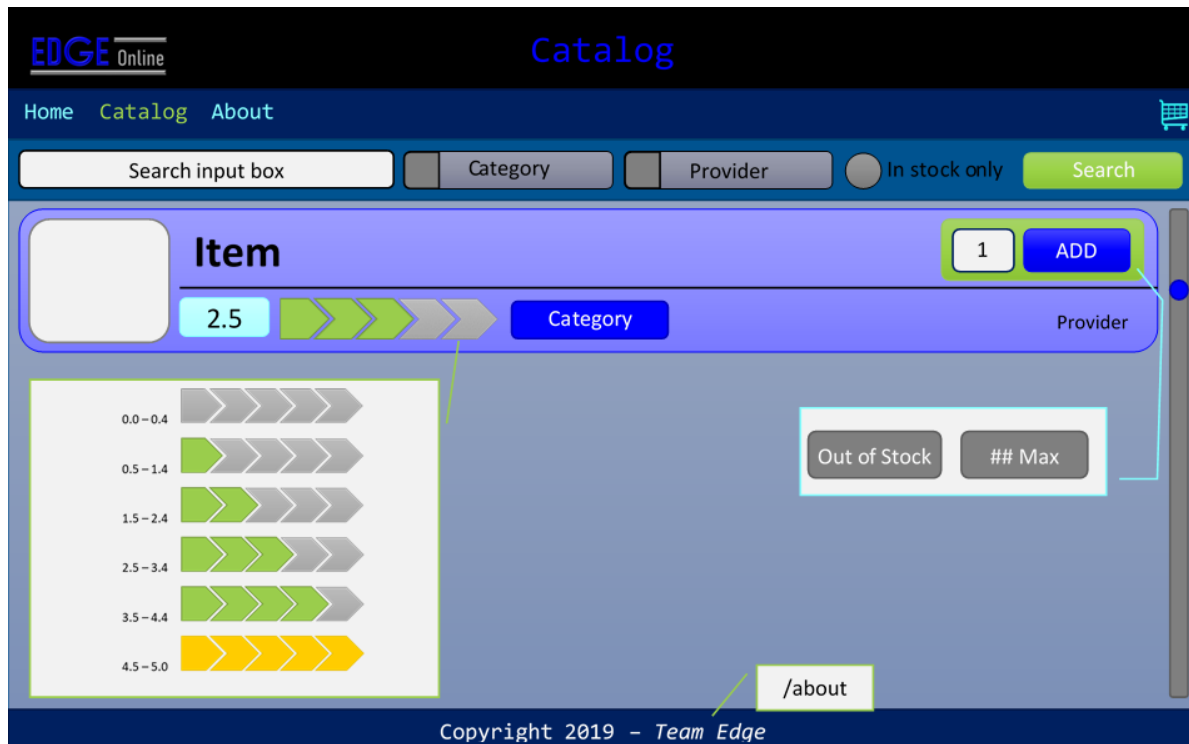 EDGE Online
Catalog
Home Catalog About
Search input box
Category
Provider
In stock only
Search
Item
1
ADD
2.5
Category
Provider
0.0 – 0.4
0.5 – 1.4
1.5 – 2.4
2.5 – 3.4
3.5 – 4.4
4.5 – 5.0
Out of Stock
## Max
/about
Copyright 2019 – Team Edge